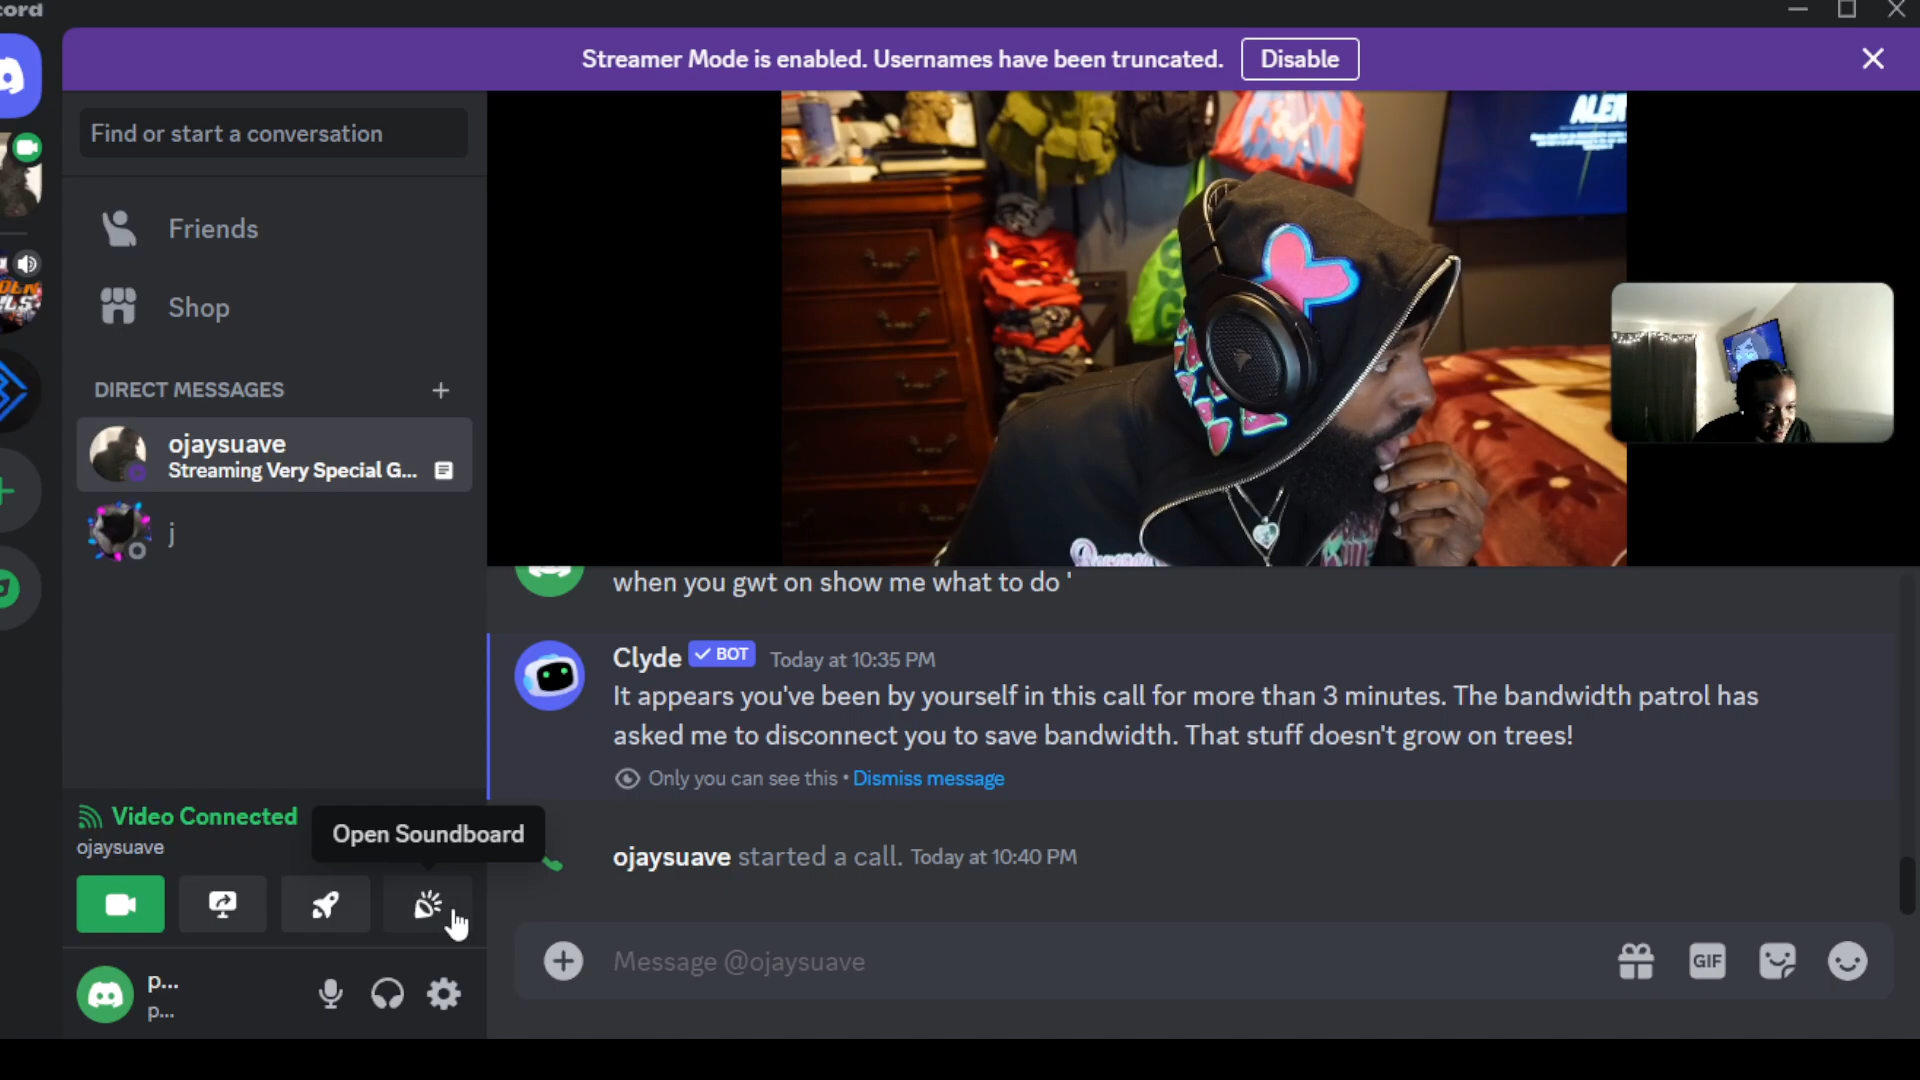 cord
Streamer Mode is enabled. Usernames have been truncated.
Disable
Find or start a conversation
Friends
Shop
DIRECT MESSAGES
ojaysuave
Streaming Very Special G...
j
when you gwt on show me what to do '
Clyde BOT Today at 10:35 PM
It appears you've been by yourself in this call for more than 3 minutes. The bandwidth patrol has
asked me to disconnect you to save bandwidth. That stuff doesn't grow on trees!
Only you can see this • Dismiss message
ojaysuave started a call. Today at 10:40 PM
Video Connected
ojaysuave
Open Soundboard
p...
p...
Message @ojaysuave
GIF